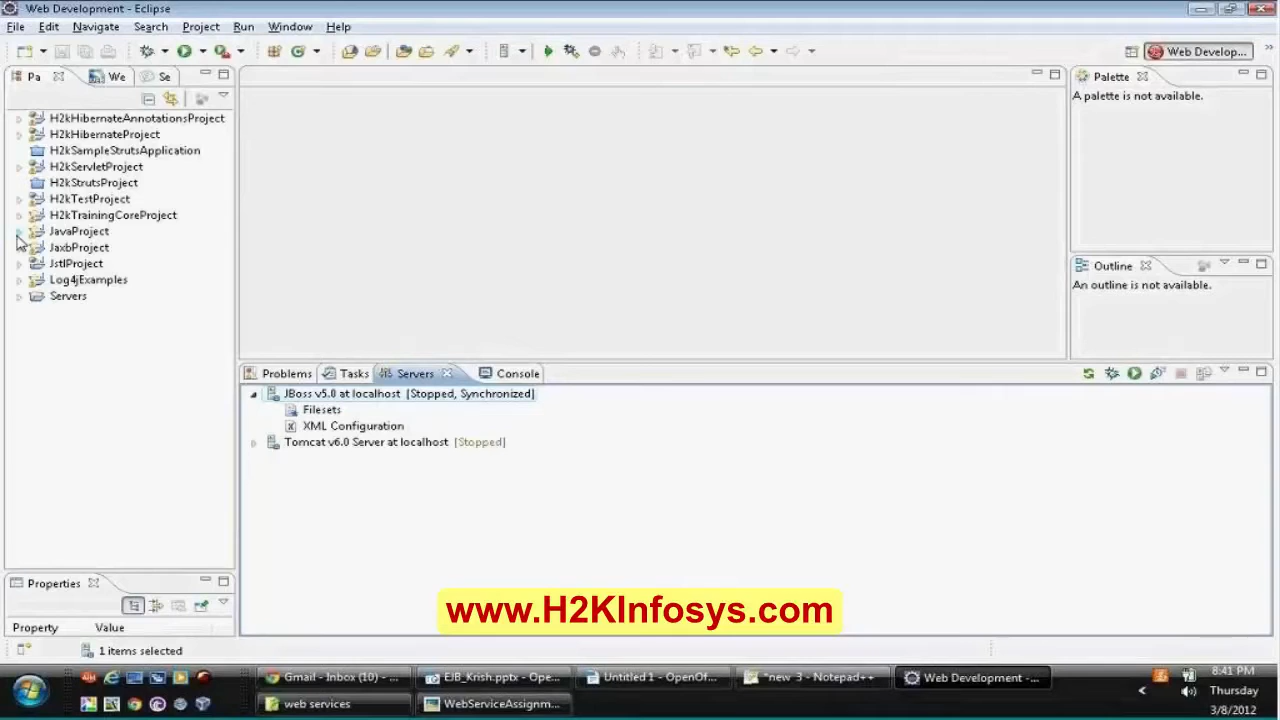 Web Development - Eclipse
File Edit Navigate Search Project Run Window Help
Web Develop...
Pa We Se
H2kHibernateAnnotationsProject
H2kHibernateProject
H2kSampleStrutsApplication
H2kServletProject
H2kStrutsProject
H2kTestProject
H2kTrainingCoreProject
JavaProject
JaxbProject
JstlProject
Log4jExamples
Servers
Palette
A palette is not available.
Outline
An outline is not available.
Problems Tasks Servers Console
JBoss v5.0 at localhost [Stopped, Synchronized]
Filesets
XML Configuration
Tomcat v6.0 Server at localhost [Stopped]
Properties
Property Value
www.H2KInfosys.com
1 items selected
Gmail - Inbox (10) - ... EJB_Krish.pptx - Ope... Untitled 1 - OpenOf... *new 3 - Notepad++ Web Development -...
web services WebServiceAssignm...
8:41 PM
Thursday
3/8/2012